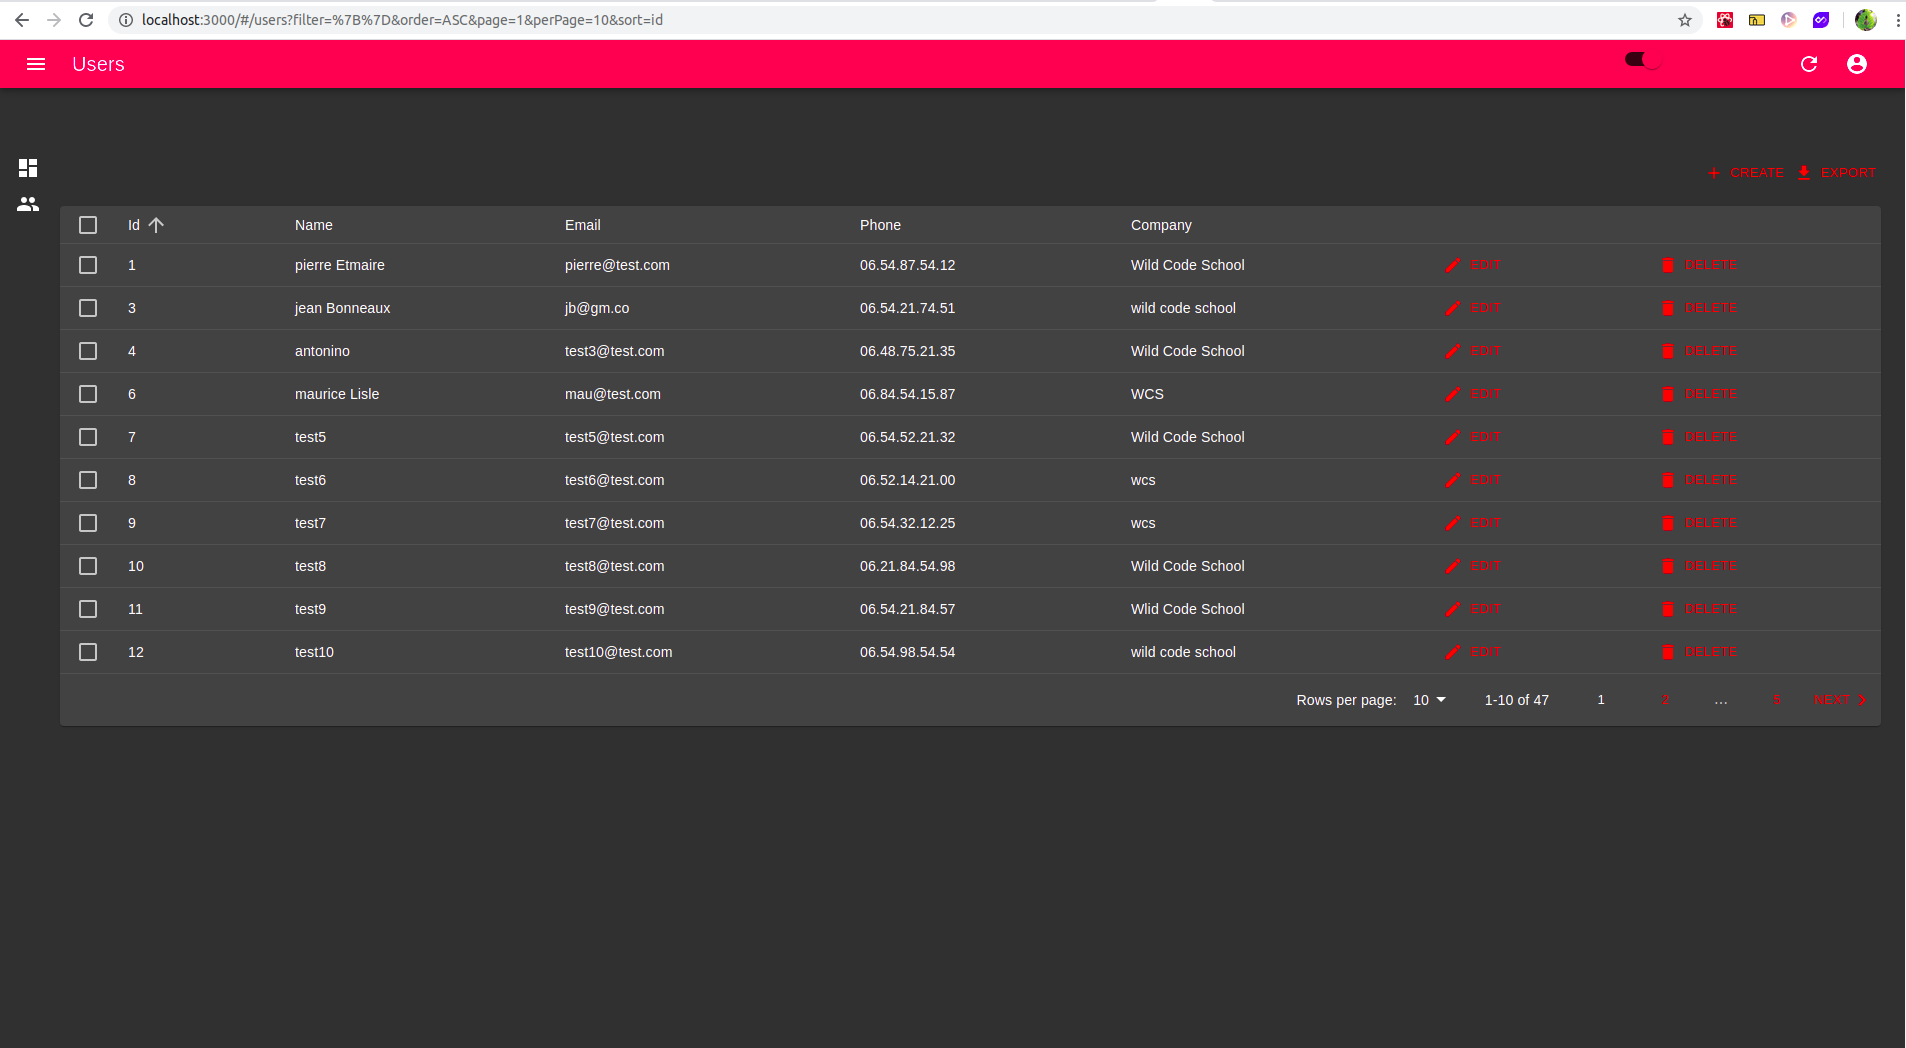 localhost:3000/#/users?filter=%7B%7D&order=ASC&page=1&perPage=10&sort=id
Users
CREATE EXPORT
Id Name Email Phone Company
1 pierre Etmaire pierre@test.com 06.54.87.54.12 Wild Code School EDIT DELETE
3 jean Bonneaux jb@gm.co 06.54.21.74.51 wild code school EDIT DELETE
4 antonino test3@test.com 06.48.75.21.35 Wild Code School EDIT DELETE
6 maurice Lisle mau@test.com 06.84.54.15.87 WCS EDIT DELETE
7 test5 test5@test.com 06.54.52.21.32 Wild Code School EDIT DELETE
8 test6 test6@test.com 06.52.14.21.00 wcs EDIT DELETE
9 test7 test7@test.com 06.54.32.12.25 wcs EDIT DELETE
10 test8 test8@test.com 06.21.84.54.98 Wild Code School EDIT DELETE
11 test9 test9@test.com 06.54.21.84.57 Wlid Code School EDIT DELETE
12 test10 test10@test.com 06.54.98.54.54 wild code school EDIT DELETE
Rows per page: 10 1-10 of 47 1 2 ... 5 NEXT